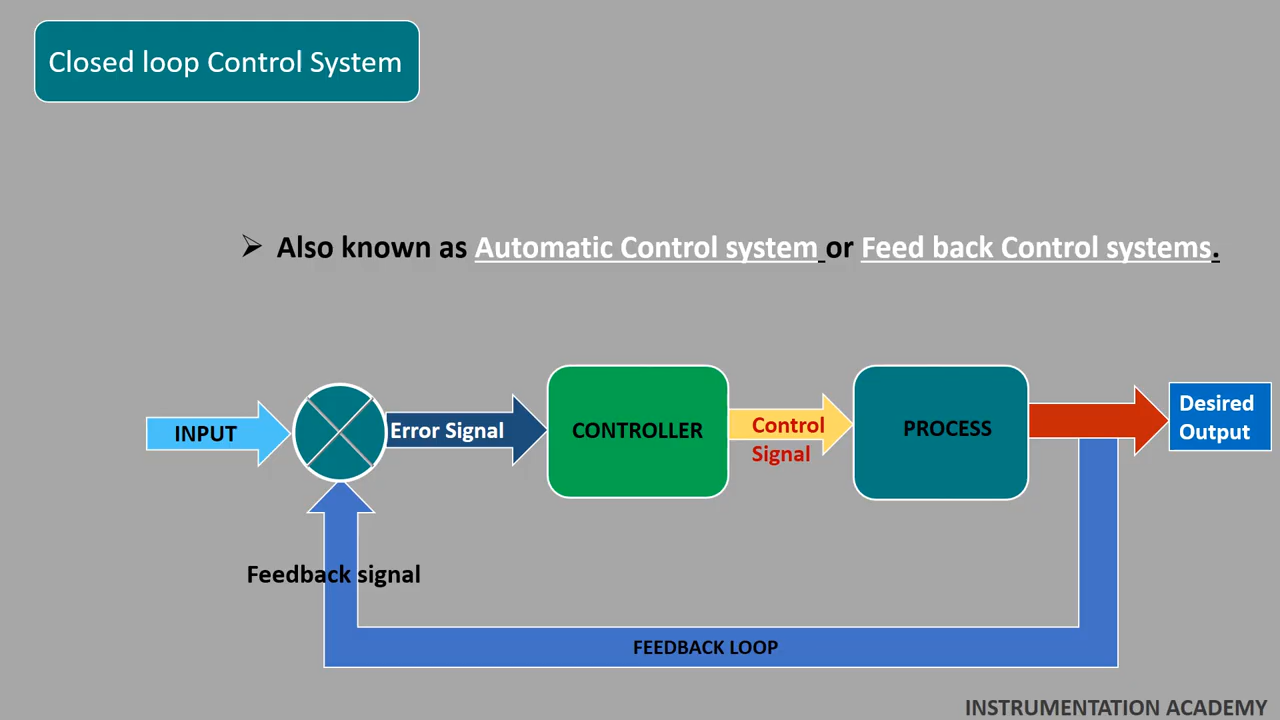 Closed loop Control System
➢ Also known as Automatic Control system or Feed back Control systems.
INPUT
Error Signal
CONTROLLER
Control
Signal
PROCESS
Desired
Output
Feedback signal
FEEDBACK LOOP
INSTRUMENTATION ACADEMY